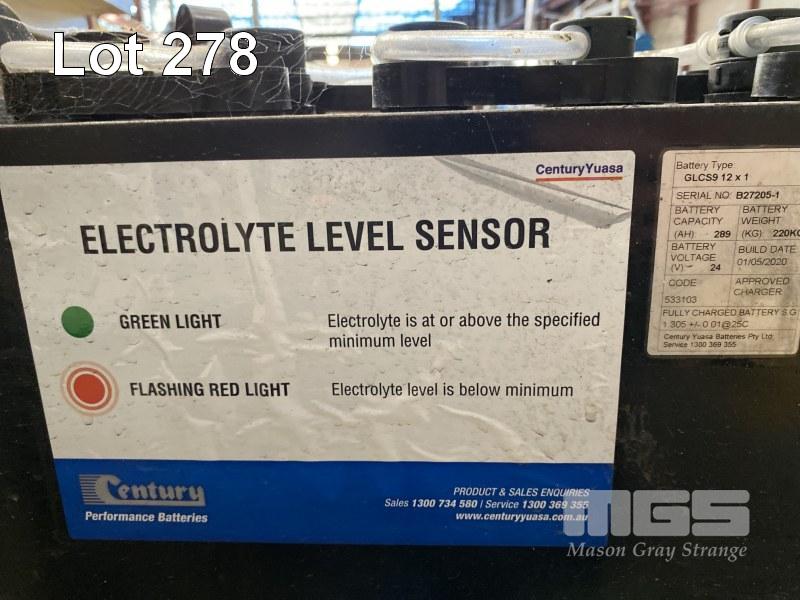 Lot 278
CenturyYuasa
ELECTROLYTE LEVEL SENSOR
GREEN LIGHT
Electrolyte is at or above the specified
minimum level
FLASHING RED LIGHT
Electrolyte level is below minimum
Century
Performance Batteries
PRODUCT & SALES ENQUIRIES
Sales 1300 734 580 | Service 1300 369 355
www.centuryyuasa.com.au
Battery Type:
GLCS9 12 x 1
SERIAL NO: B27205-1
BATTERY
CAPACITY
(AH) 289
BATTERY
WEIGHT
(KG) 220KG
BATTERY
VOLTAGE
(V) - 24
BUILD DATE
01/05/2020
CODE
533103
APPROVED
CHARGER
FULLY CHARGED BATTERY S.G
1.305 +/- 0.01@25C
Century Yuasa Batteries Pty Ltd
Service 1300 369 355
MGS
Mason Gray Strange